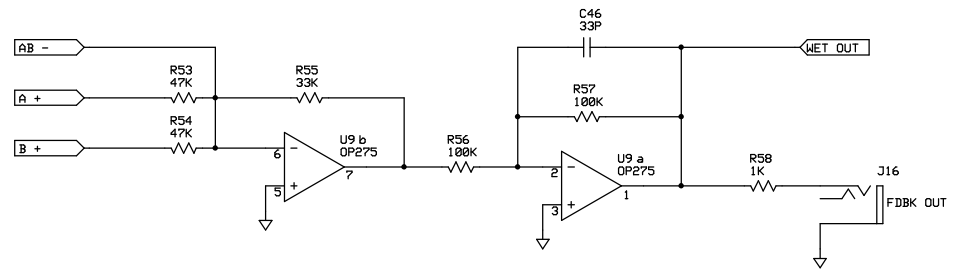 C46
33P
AB -
WET OUT
R53
47K
R55
33K
A +
R57
100K
R54
47K
B +
U9 b
OP275
R56
100K
U9 a
OP275
R58
1K
J16
6
-
5
+
7
2
-
3
+
1
FDBK OUT